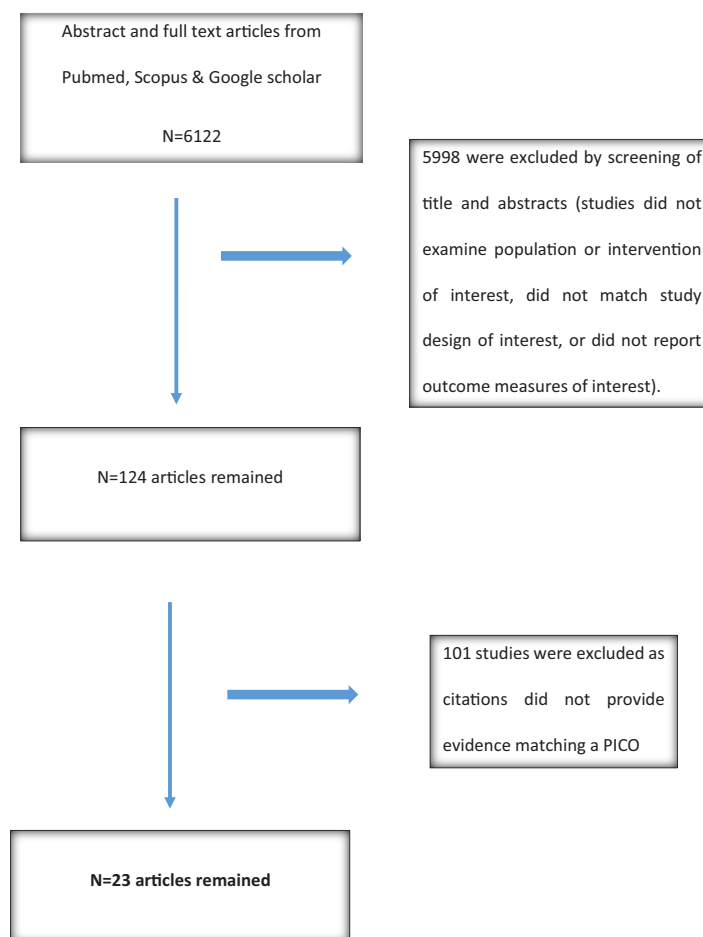 Abstract and full text articles from
Pubmed, Scopus & Google scholar
N=6122
5998 were excluded by screening of
title and abstracts (studies did not
examine population or intervention
of interest, did not match study
design of interest, or did not report
outcome measures of interest).
N=124 articles remained
101 studies were excluded as
citations did not provide
evidence matching a PICO
N=23 articles remained